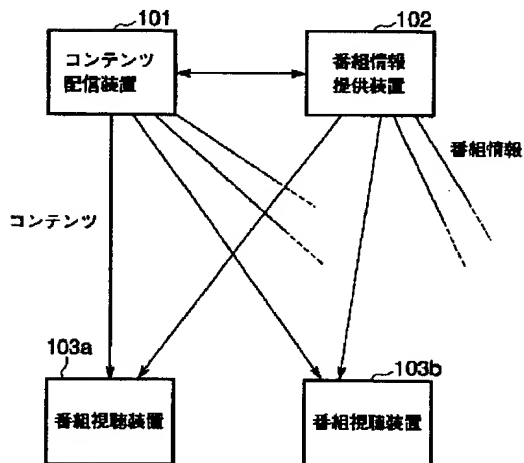 101
コンテンツ
配信装置
102
番組情報
提供装置
番組情報
コンテンツ
103a
番組視聴装置
103b
番組視聴装置